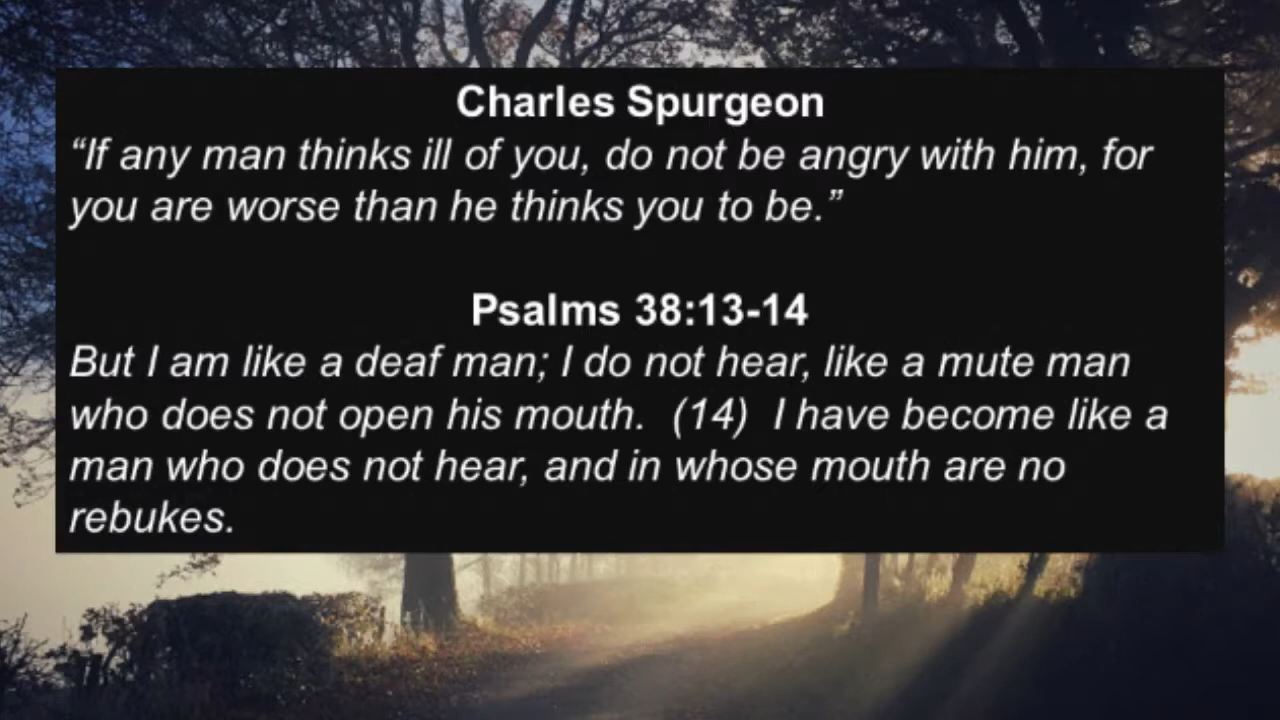 Charles Spurgeon
“If any man thinks ill of you, do not be angry with him, for
you are worse than he thinks you to be.”
Psalms 38:13-14
But I am like a deaf man; I do not hear, like a mute man
who does not open his mouth.  (14)  I have become like a
man who does not hear, and in whose mouth are no
rebukes.